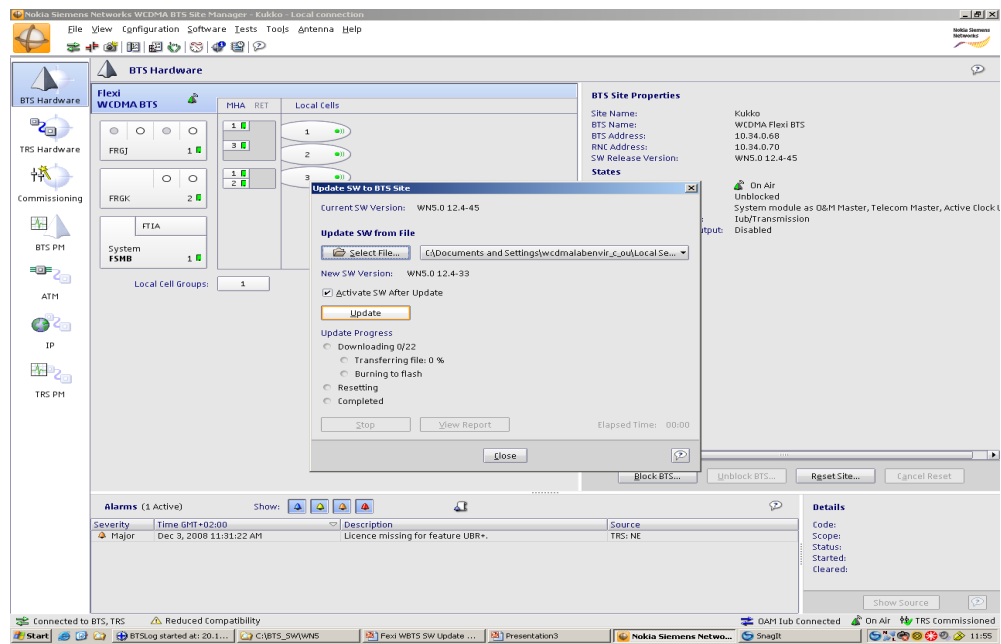 Nokia Siemens Networks WCDMA BTS Site Manager - Kukko - Local connection
File View Configuration Software Tests Tools Antenna Help
Nokia Siemens
Networks
BTS Hardware
BTS Hardware
TRS Hardware
Commissioning
BTS PM
ATM
IP
TRS PM
Flexi
WCDMA BTS
MHA RET Local Cells
FRGJ 1
FRGK 2
FTIA
System
FSMB 1
1
3
1
2
1
2
3
Local Cell Groups: 1
BTS Site Properties
Site Name: Kukko
BTS Name: WCDMA Flexi BTS
BTS Address: 10.34.0.68
RNC Address: 10.34.0.70
SW Release Version: WN5.0 12.4-45
States
On Air
Unblocked
System module as O&M Master, Telecom Master, Active Clock U
: Iub/Transmission
tput: Disabled
Update SW to BTS Site
Current SW Version: WN5.0 12.4-45
Update SW from File
Select File... C:\Documents and Settings\wcdmalabenvir_c_ou\Local Se...
New SW Version: WN5.0 12.4-33
Activate SW After Update
Update
Update Progress
Downloading 0/22
Transferring file: 0 %
Burning to flash
Resetting
Completed
Stop View Report Elapsed Time: 00:00
Close
Block BTS... Unblock BTS... Reset Site... Cancel Reset
Alarms (1 Active) Show:
Severity Time GMT+02:00 Description Source
Major Dec 3, 2008 11:31:22 AM Licence missing for feature UBR+. TRS: NE
Details
Code:
Scope:
Status:
Started:
Cleared:
Show Source
Connected to BTS, TRS Reduced Compatibility OAM Iub Connected On Air TRS Commissioned
Start BTSLog started at: 20.1... C:\BTS_SW\WN5 Fexi WBTS SW Update ... Presentation3 Nokia Siemens Netwo... SnagIt 11:55